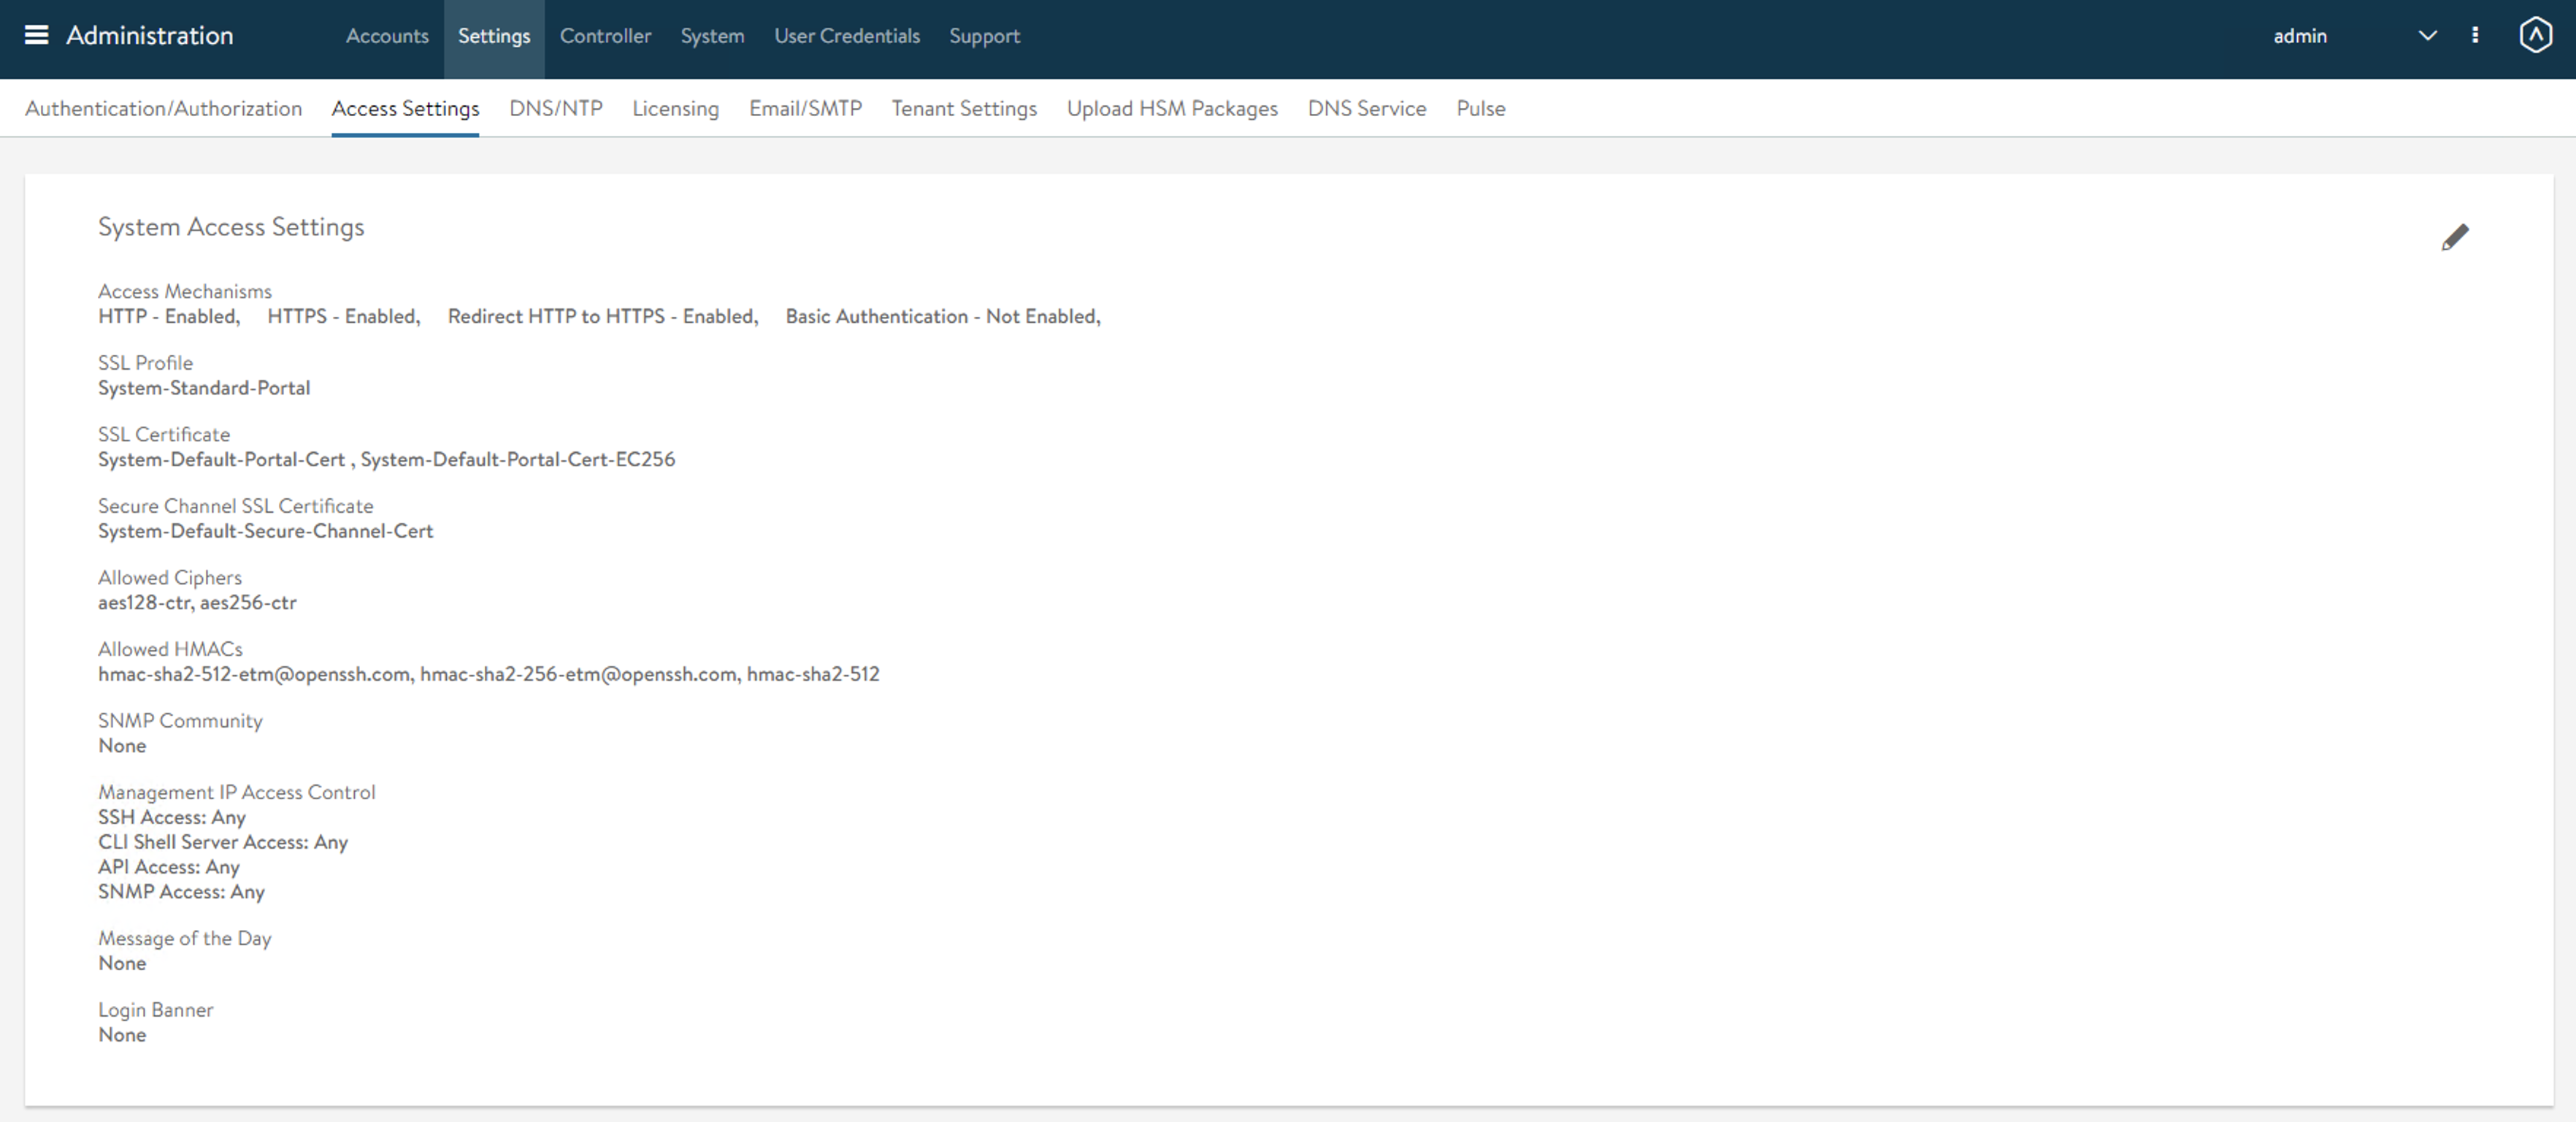 Administration Accounts Settings Controller System User Credentials Support admin
Authentication/Authorization Access Settings DNS/NTP Licensing Email/SMTP Tenant Settings Upload HSM Packages DNS Service Pulse
System Access Settings
Access Mechanisms
HTTP - Enabled, HTTPS - Enabled, Redirect HTTP to HTTPS - Enabled, Basic Authentication - Not Enabled,
SSL Profile
System-Standard-Portal
SSL Certificate
System-Default-Portal-Cert , System-Default-Portal-Cert-EC256
Secure Channel SSL Certificate
System-Default-Secure-Channel-Cert
Allowed Ciphers
aes128-ctr, aes256-ctr
Allowed HMACs
hmac-sha2-512-etm@openssh.com, hmac-sha2-256-etm@openssh.com, hmac-sha2-512
SNMP Community
None
Management IP Access Control
SSH Access: Any
CLI Shell Server Access: Any
API Access: Any
SNMP Access: Any
Message of the Day
None
Login Banner
None